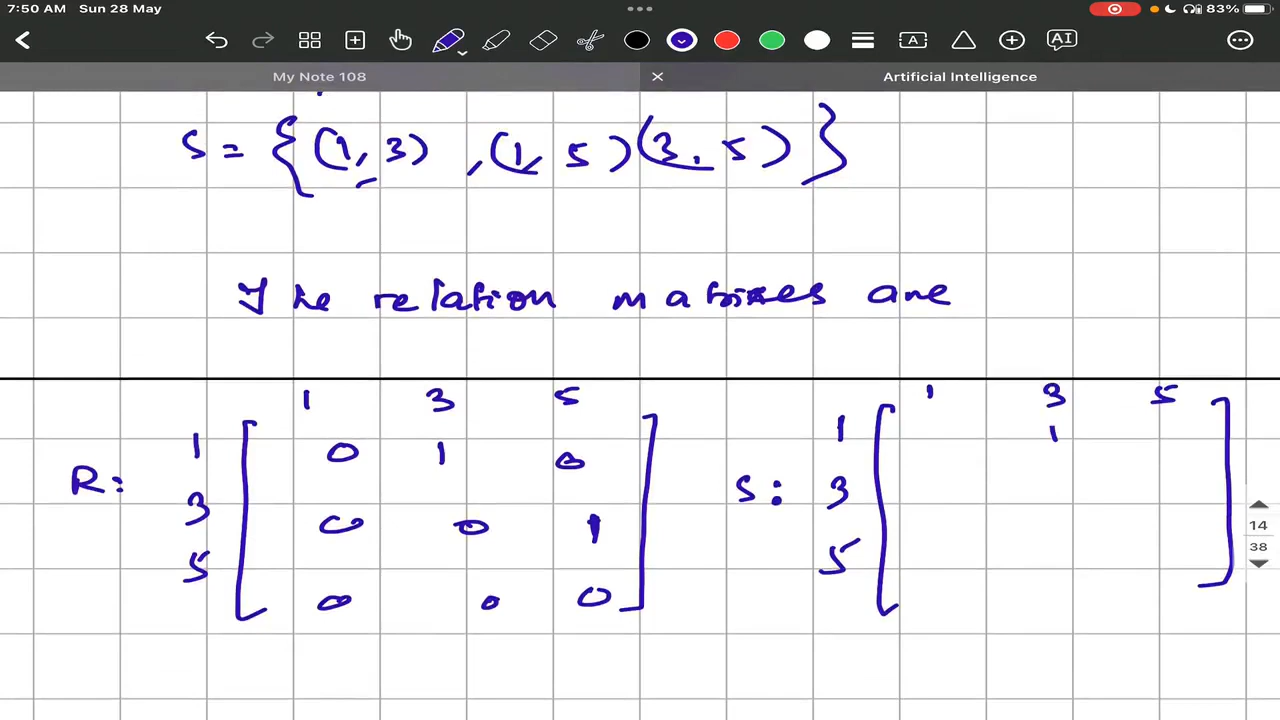 7:50 AM Sun 28 May
83%
A
AI
My Note 108
Artificial Intelligence
S = {(1, 3) , (1, 5) (3, 5)}
The relation matrixes are
1 3 5
1 3 5
R: 1 [ 0 1 0 ]
S: 1 [ 1 ]
3 0 0 1
3
5 0 0 0
5
14
38